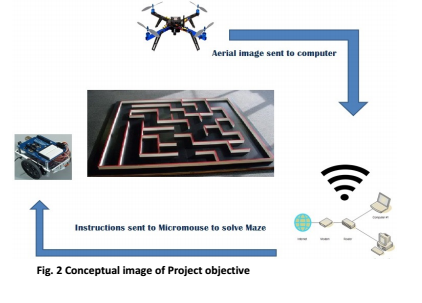 Aerial image sent to computer
Instructions sent to Micromouse to solve Maze
Fig. 2 Conceptual image of Project objective